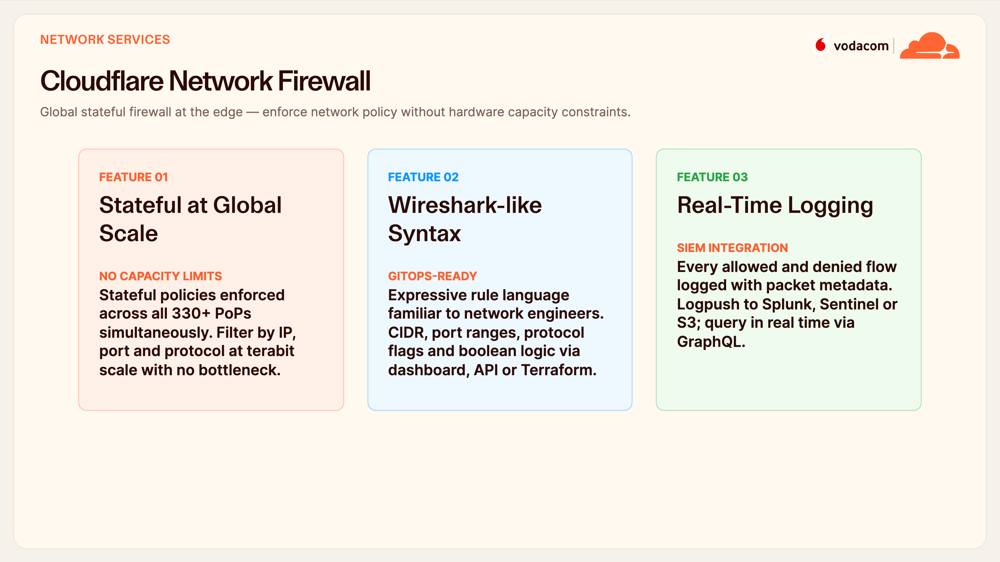 NETWORK SERVICES
vodacom
Cloudflare Network Firewall
Global stateful firewall at the edge — enforce network policy without hardware capacity constraints.
FEATURE 01
Stateful at Global
Scale
NO CAPACITY LIMITS
Stateful policies enforced
across all 330+ PoPs
simultaneously. Filter by IP,
port and protocol at terabit
scale with no bottleneck.
FEATURE 02
Wireshark-like
Syntax
GITOPS-READY
Expressive rule language
familiar to network engineers.
CIDR, port ranges, protocol
flags and boolean logic via
dashboard, API or Terraform.
FEATURE 03
Real-Time Logging
SIEM INTEGRATION
Every allowed and denied flow
logged with packet metadata.
Logpush to Splunk, Sentinel or
S3; query in real time via
GraphQL.